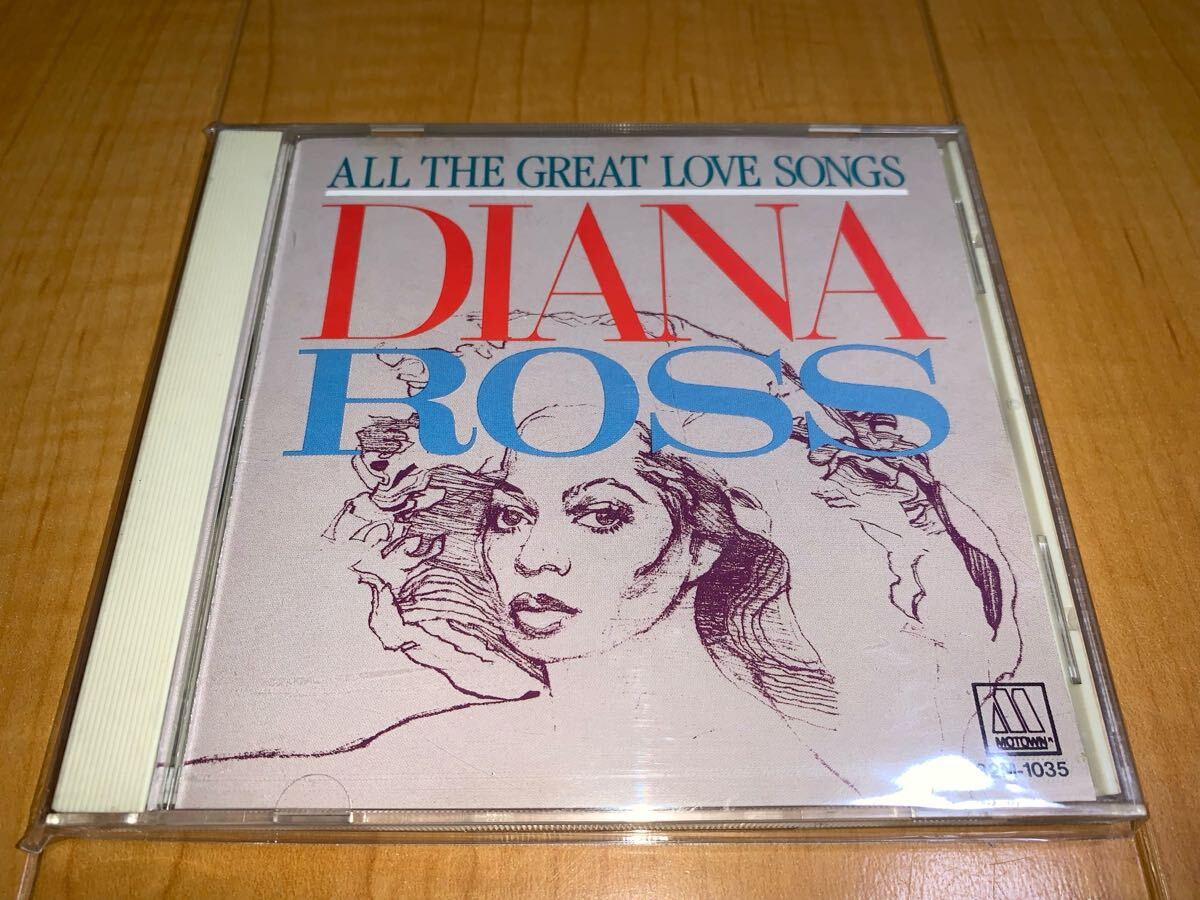 ALL THE GREAT LOVE SONGS
DIANA
ROSS
MOTOWN
-1035